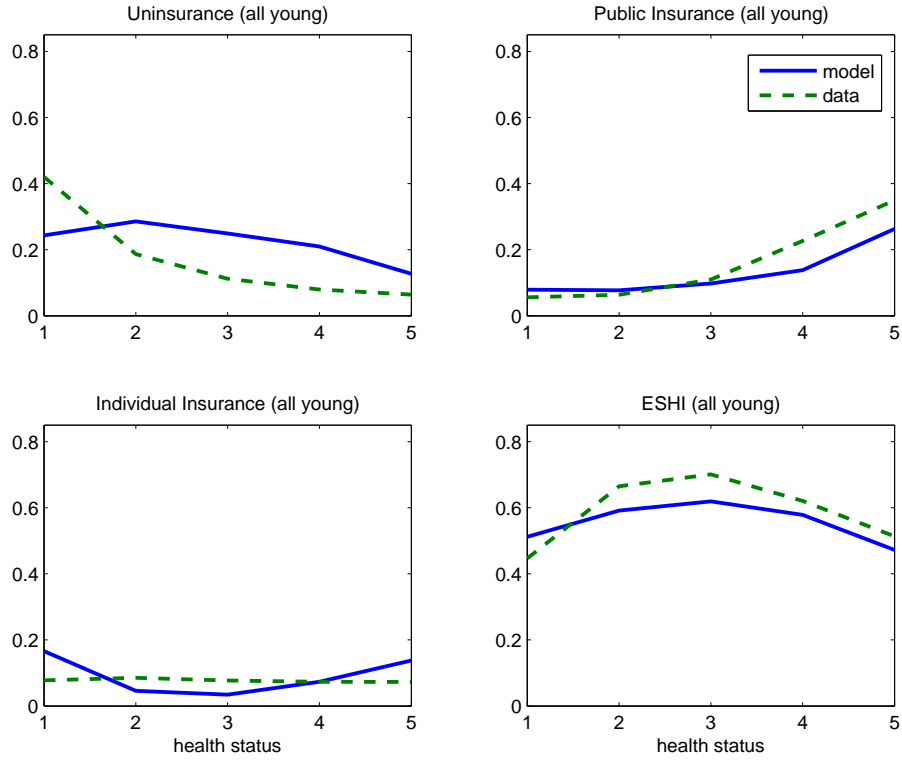 Uninsurance (all young)
0.8
0.6
0.4
0.2
0
1 2 3 4 5
Public Insurance (all young)
model
data
0.8
0.6
0.4
0.2
0
1 2 3 4 5
Individual Insurance (all young)
0.8
0.6
0.4
0.2
0
1 2 3 4 5
health status
ESHI (all young)
0.8
0.6
0.4
0.2
0
1 2 3 4 5
health status